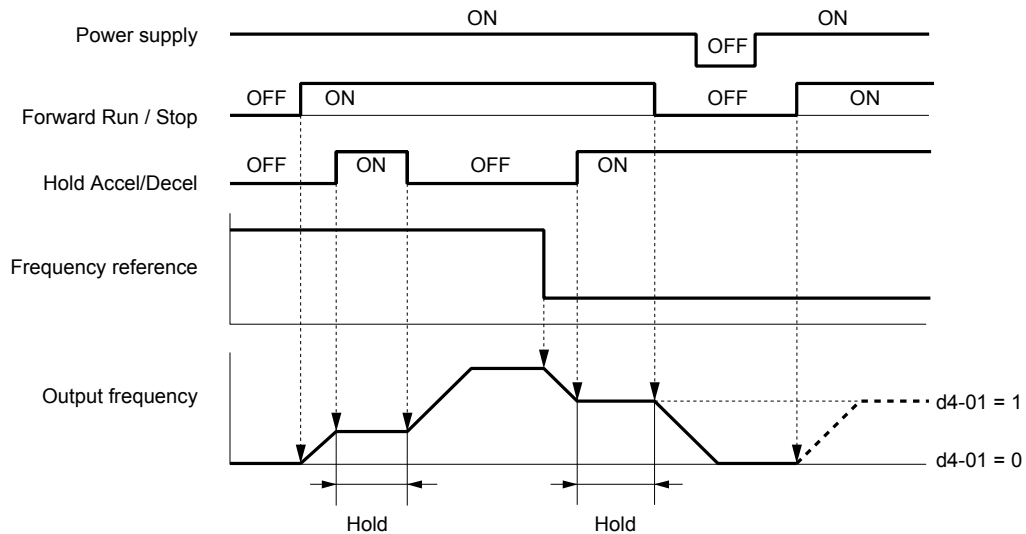 ON ON
Power supply
OFF
OFF ON OFF ON
Forward Run / Stop
OFF ON OFF ON
Hold Accel/Decel
Frequency reference
Output frequency
d4-01 = 1
d4-01 = 0
Hold Hold